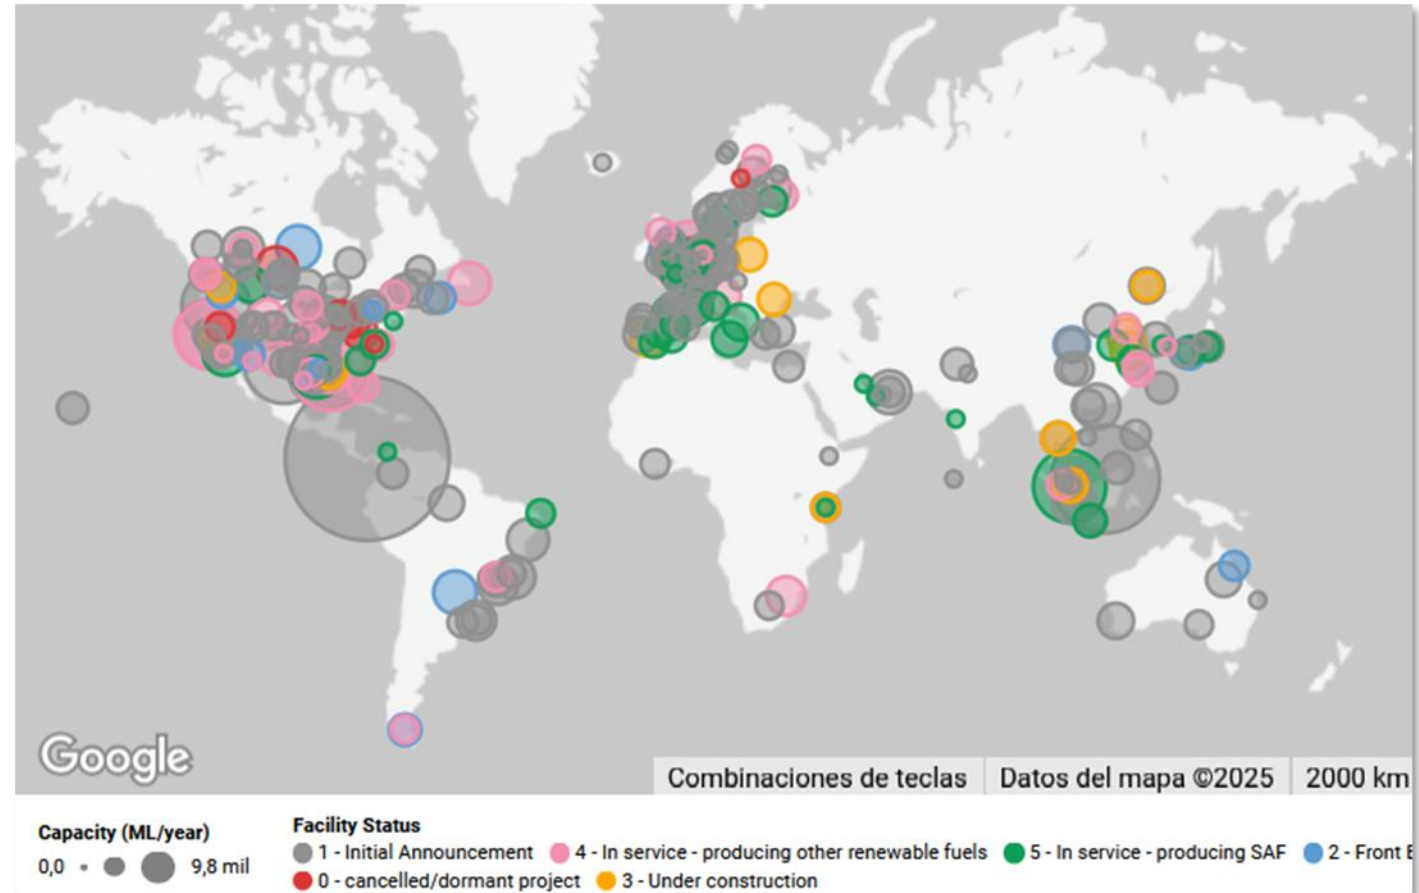 Google
Combinaciones de teclas Datos del mapa ©2025 2000 km
Capacity (ML/year)
0,0 9,8 mil
Facility Status
1 - Initial Announcement 4 - In service - producing other renewable fuels 5 - In service - producing SAF 2 - Front
0 - cancelled/dormant project 3 - Under construction